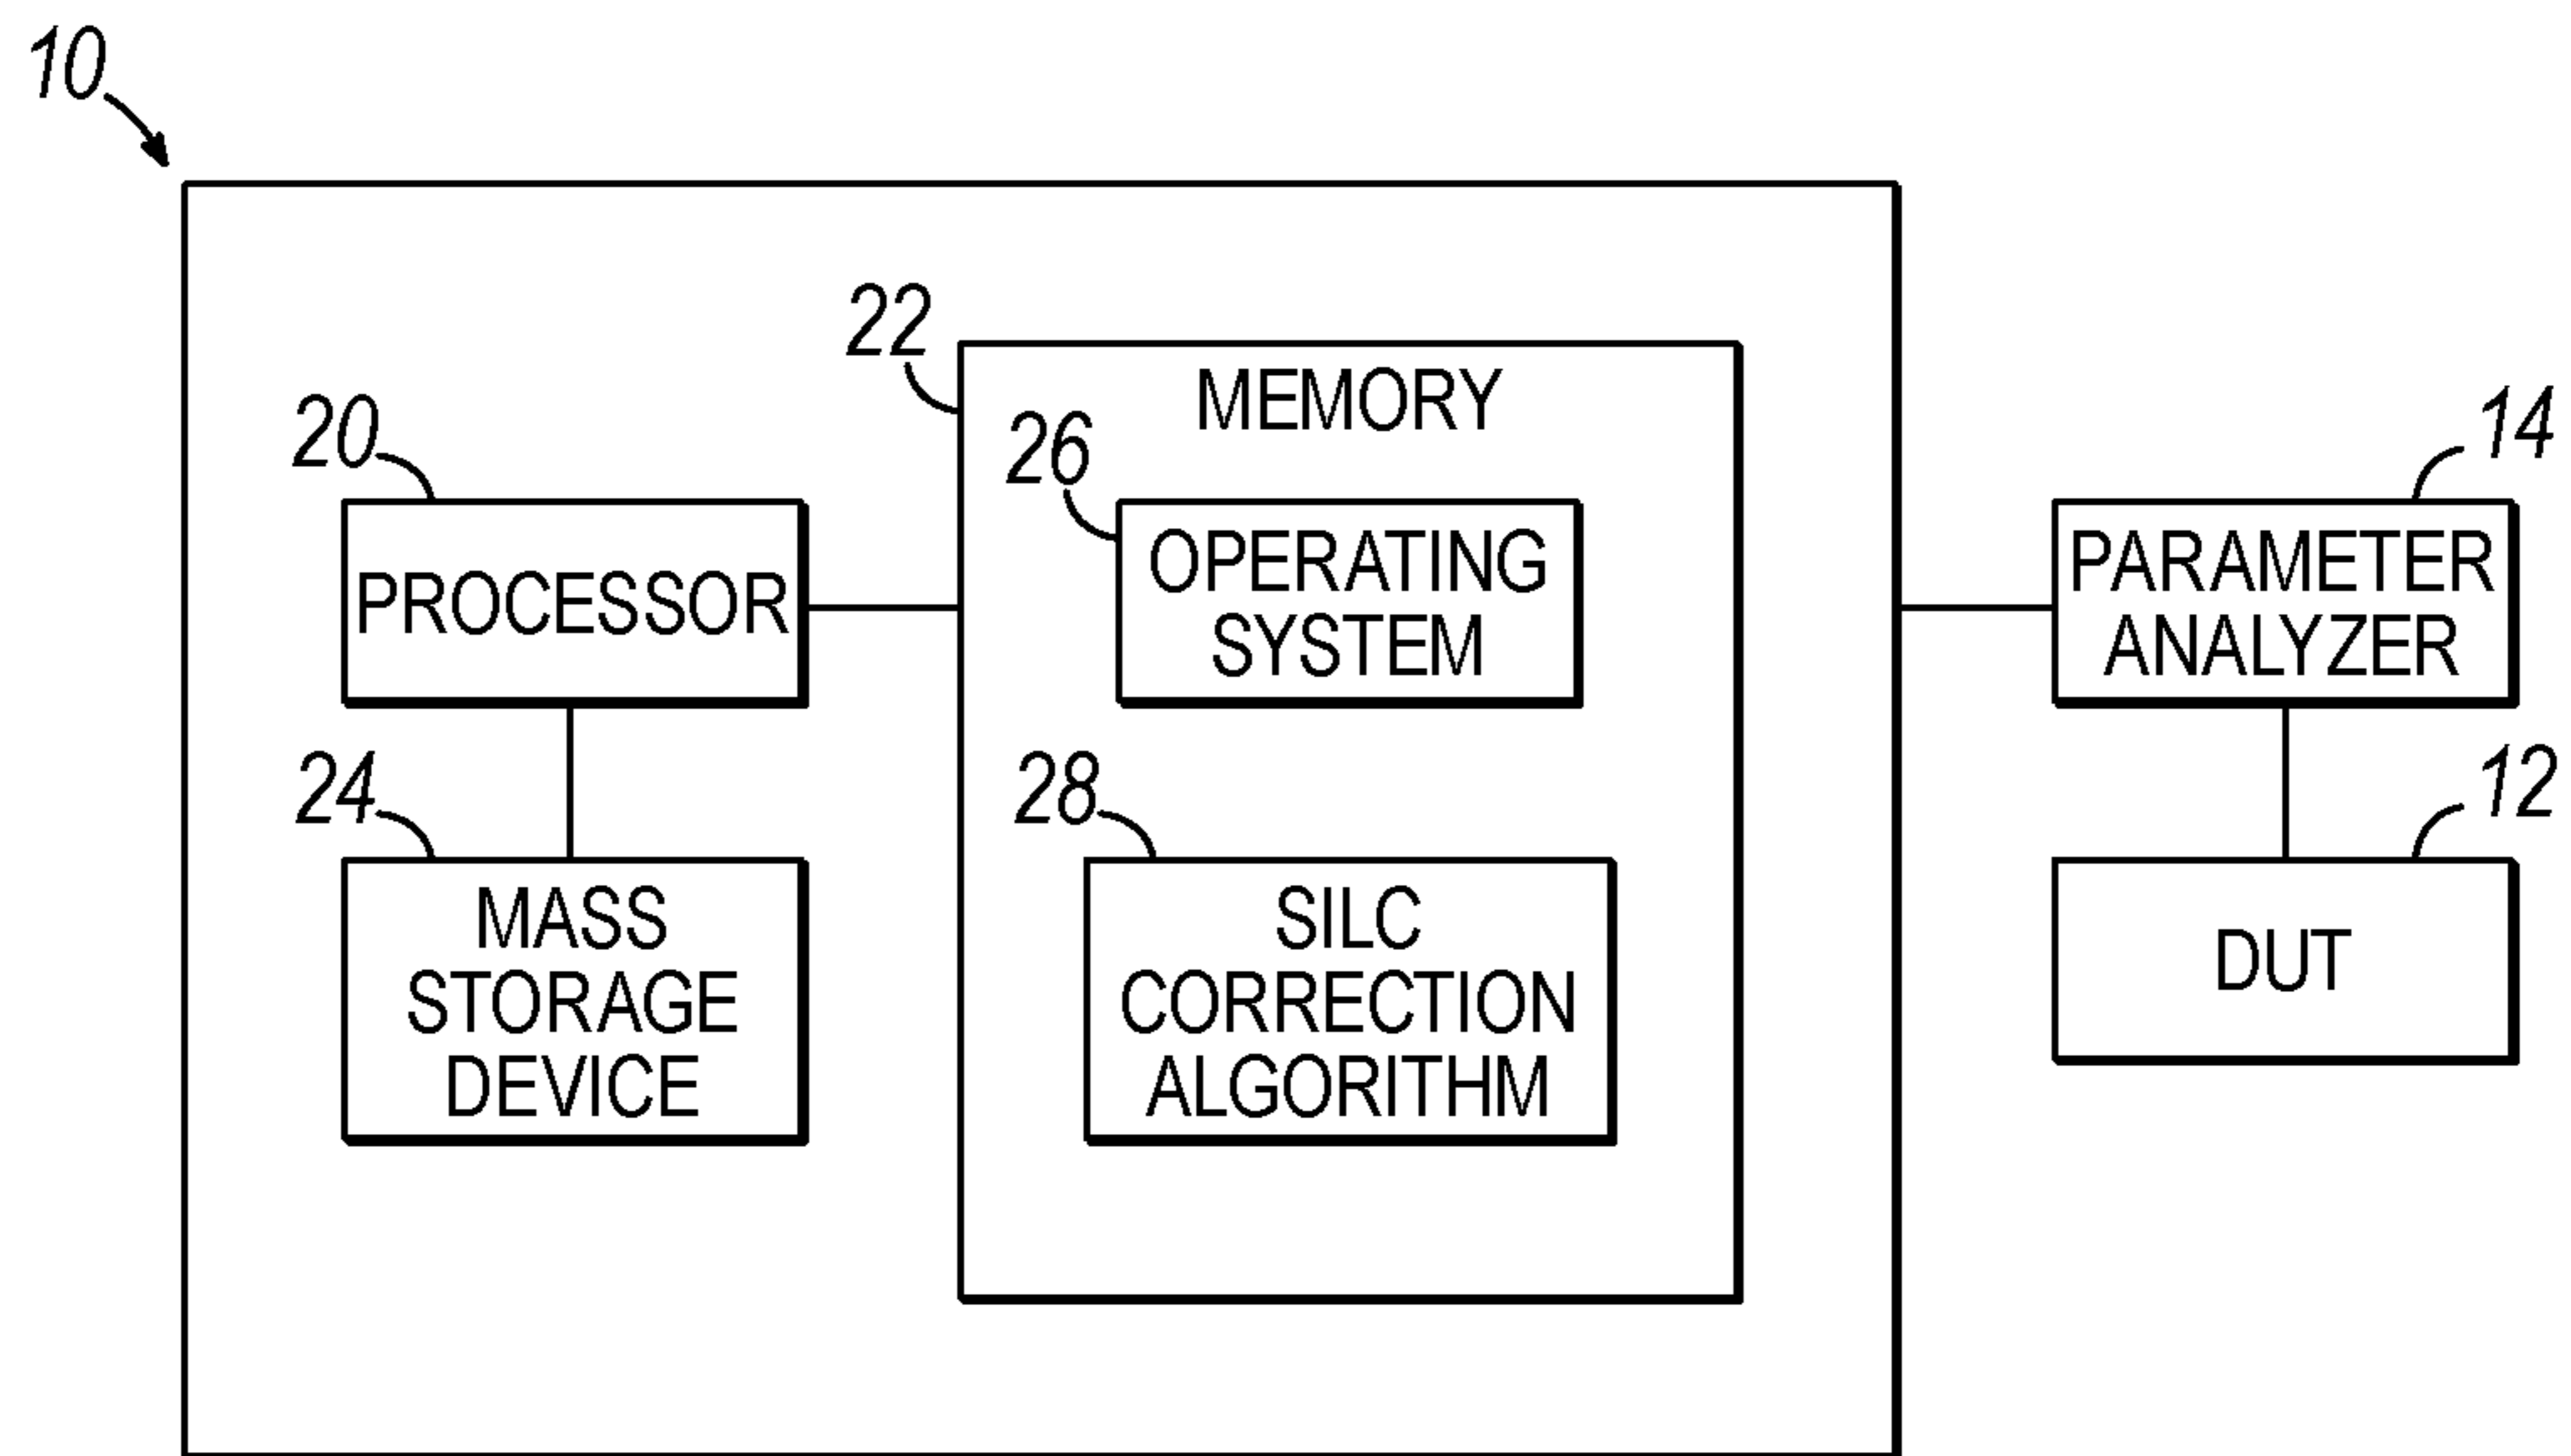 10
22
MEMORY
20
26
14
PROCESSOR
OPERATING
SYSTEM
PARAMETER
ANALYZER
24
28
12
MASS
STORAGE
DEVICE
SILC
CORRECTION
ALGORITHM
DUT